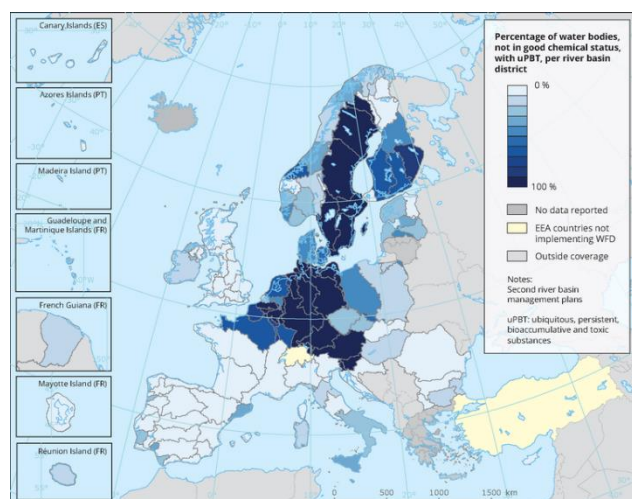 Canary Islands (ES)
Azores Islands (PT)
Madeira Island (PT)
Guadeloupe and
Martinique Islands (FR)
French Guiana (FR)
Mayotte Island (FR)
Réunion Island (FR)
Percentage of water bodies,
not in good chemical status,
with uPBT, per river basin
district
0 %
100 %
No data reported
EEA countries not
implementing WFD
Outside coverage
Notes:
Second river basin
management plans
uPBT: ubiquitous, persistent,
bioaccumulative and toxic
substances
0 500 1000 1500 km